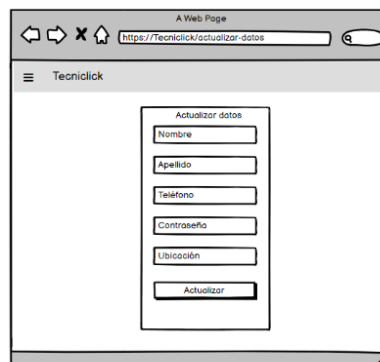 A Web Page
https://Tecniclick/actualizar-datos
Tecniclick
Actualizar datos
Nombre
Apellido
Teléfono
Contraseña
Ubicación
Actualizar